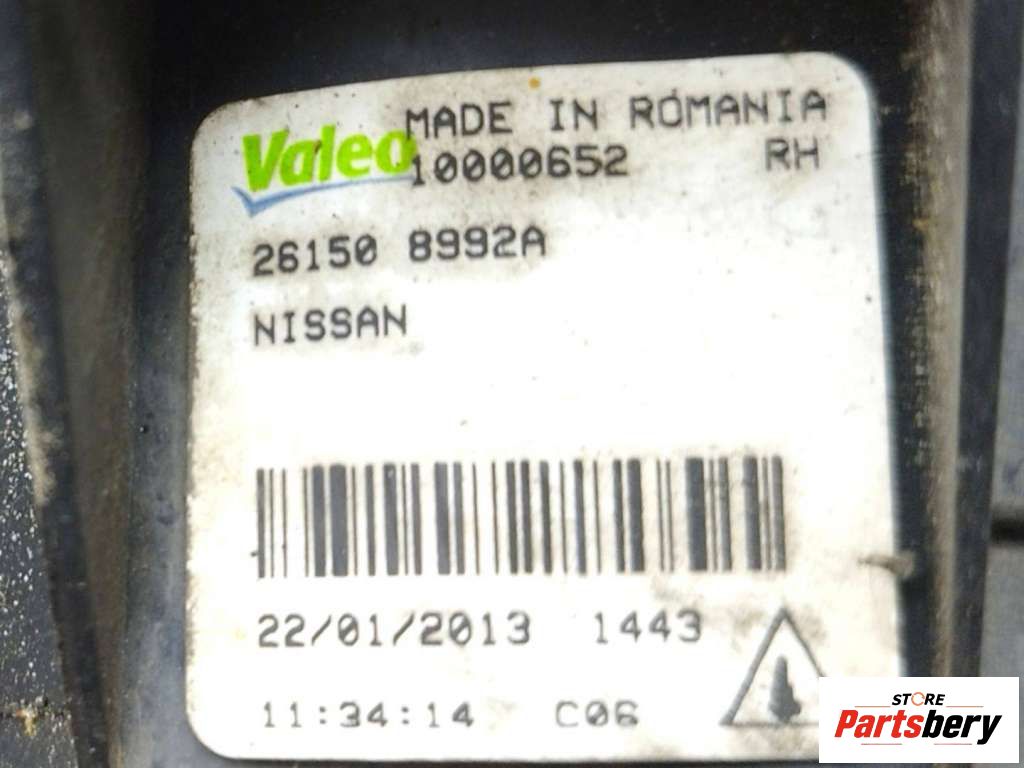 Valeo MADE IN ROMANIA
10000652 RH
26150 8992A
NISSAN
22/01/2013 1443
11:34:14 C06
STORE
Partsbery